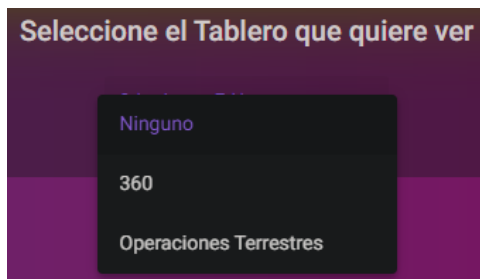 Seleccione el Tablero que quiere ver
Ninguno
360
Operaciones Terrestres